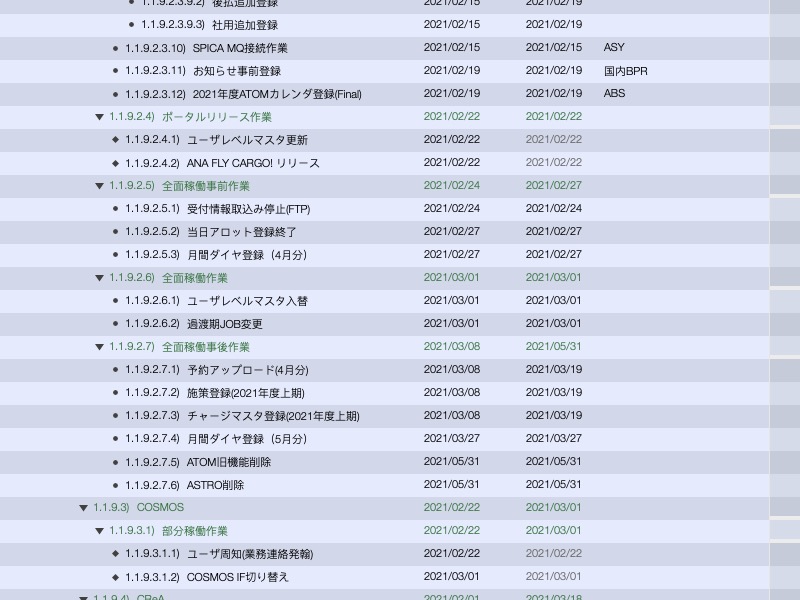 1.1.9.2.3.9.2) 後払追加登録 2021/02/15 2021/02/19
1.1.9.2.3.9.3) 社用追加登録 2021/02/15 2021/02/19
1.1.9.2.3.10) SPICA MQ接続作業 2021/02/15 2021/02/15 ASY
1.1.9.2.3.11) お知らせ事前登録 2021/02/19 2021/02/19 国内BPR
1.1.9.2.3.12) 2021年度ATOMカレンダ登録(Final) 2021/02/19 2021/02/19 ABS
1.1.9.2.4) ポータルリリース作業 2021/02/22 2021/02/22
1.1.9.2.4.1) ユーザレベルマスタ更新 2021/02/22 2021/02/22
1.1.9.2.4.2) ANA FLY CARGO! リリース 2021/02/22 2021/02/22
1.1.9.2.5) 全面稼働事前作業 2021/02/24 2021/02/27
1.1.9.2.5.1) 受付情報取込み停止(FTP) 2021/02/24 2021/02/24
1.1.9.2.5.2) 当日アロット登録終了 2021/02/27 2021/02/27
1.1.9.2.5.3) 月間ダイヤ登録（4月分） 2021/02/27 2021/02/27
1.1.9.2.6) 全面稼働作業 2021/03/01 2021/03/01
1.1.9.2.6.1) ユーザレベルマスタ入替 2021/03/01 2021/03/01
1.1.9.2.6.2) 過渡期JOB変更 2021/03/01 2021/03/01
1.1.9.2.7) 全面稼働事後作業 2021/03/08 2021/05/31
1.1.9.2.7.1) 予約アップロード(4月分) 2021/03/08 2021/03/19
1.1.9.2.7.2) 施策登録(2021年度上期) 2021/03/08 2021/03/19
1.1.9.2.7.3) チャージマスタ登録(2021年度上期) 2021/03/08 2021/03/19
1.1.9.2.7.4) 月間ダイヤ登録（5月分） 2021/03/27 2021/03/27
1.1.9.2.7.5) ATOM旧機能削除 2021/05/31 2021/05/31
1.1.9.2.7.6) ASTRO削除 2021/05/31 2021/05/31
1.1.9.3) COSMOS 2021/02/22 2021/03/01
1.1.9.3.1) 部分稼働作業 2021/02/22 2021/03/01
1.1.9.3.1.1) ユーザ周知(業務連絡発翰) 2021/02/22 2021/02/22
1.1.9.3.1.2) COSMOS IF切り替え 2021/03/01 2021/03/01
1.1.9.4) CReA 2021/02/01 2021/03/18